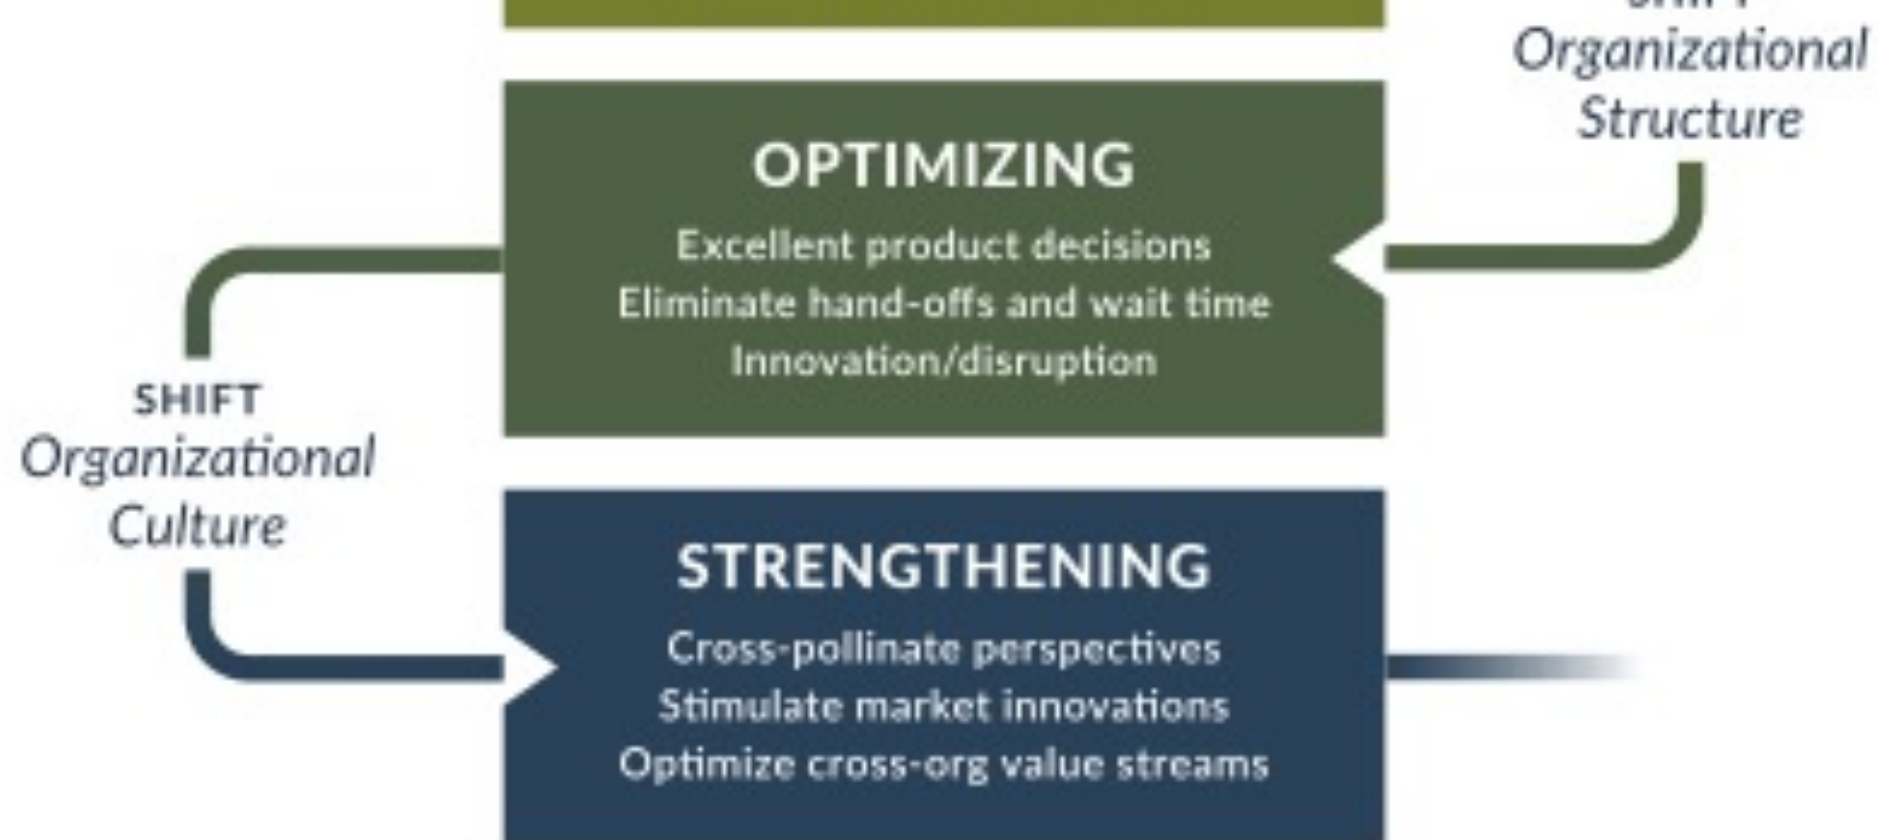 SHIFT
Organizational
Structure
OPTIMIZING
Excellent product decisions
Eliminate hand-offs and wait time
Innovation/disruption
SHIFT
Organizational
Culture
STRENGTHENING
Cross-pollinate perspectives
Stimulate market innovations
Optimize cross-org value streams